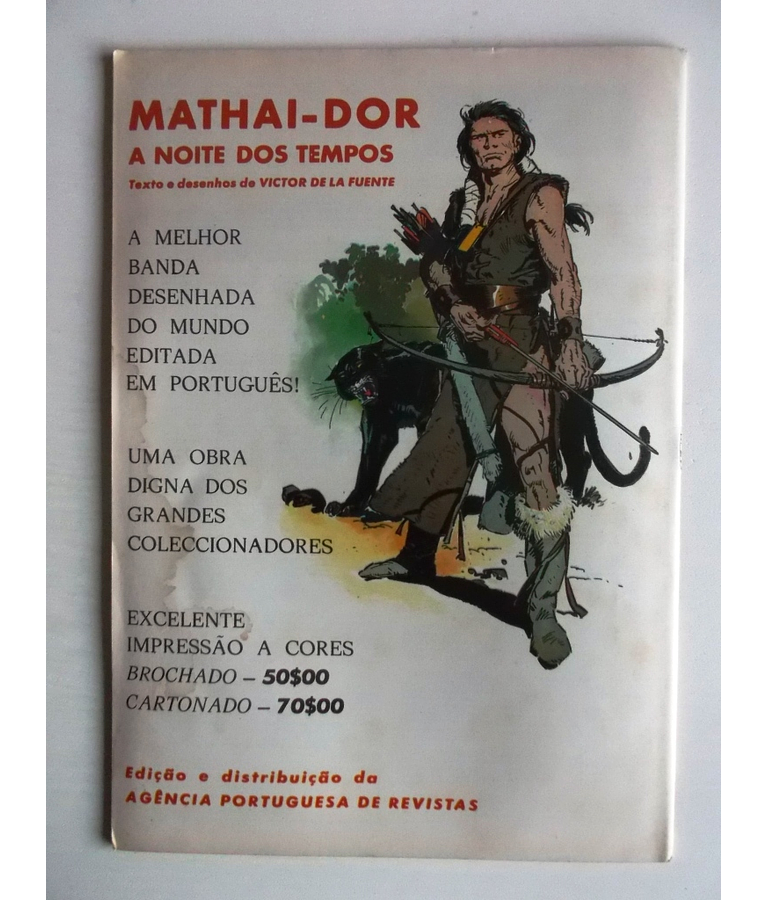 MATHAI-DOR
A NOITE DOS TEMPOS
Texto e desenhos de VICTOR DE LA FUENTE
A MELHOR
BANDA
DESENHADA
DO MUNDO
EDITADA
EM PORTUGUÊS!
UMA OBRA
DIGNA DOS
GRANDES
COLECCIONADORES
EXCELENTE
IMPRESSÃO A CORES
BROCHADO – 50$00
CARTONADO – 70$00
Edição e distribuição da
AGÊNCIA PORTUGUESA DE REVISTAS